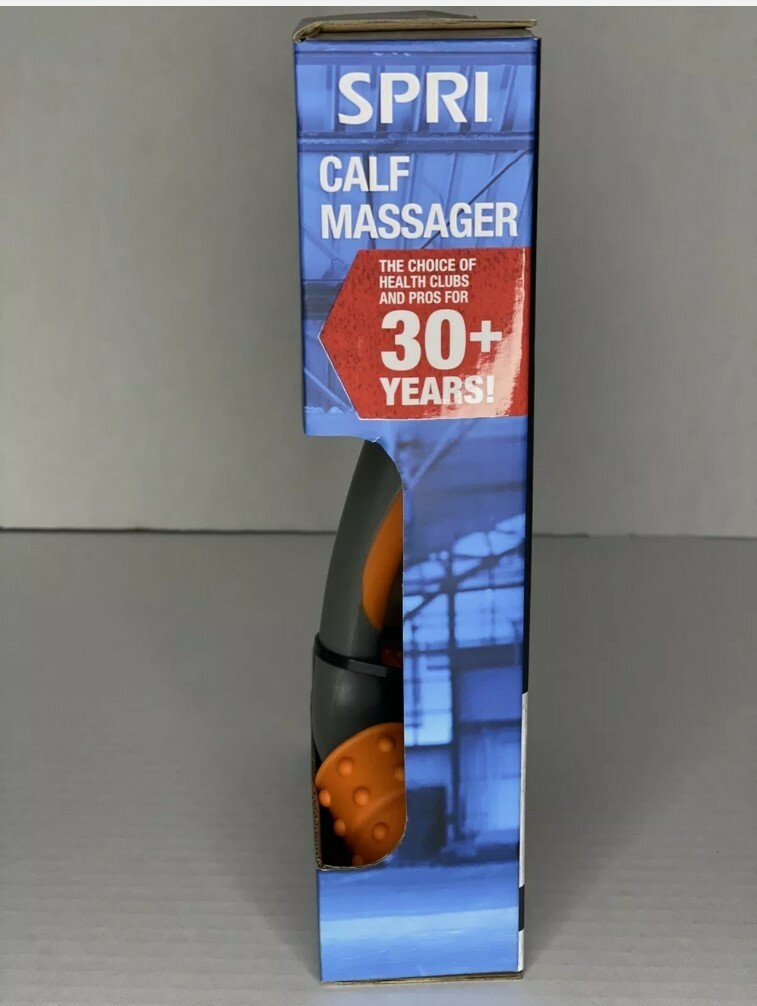 SPRI
CALF
MASSAGER
THE CHOICE OF
HEALTH CLUBS
AND PROS FOR
30+
YEARS!